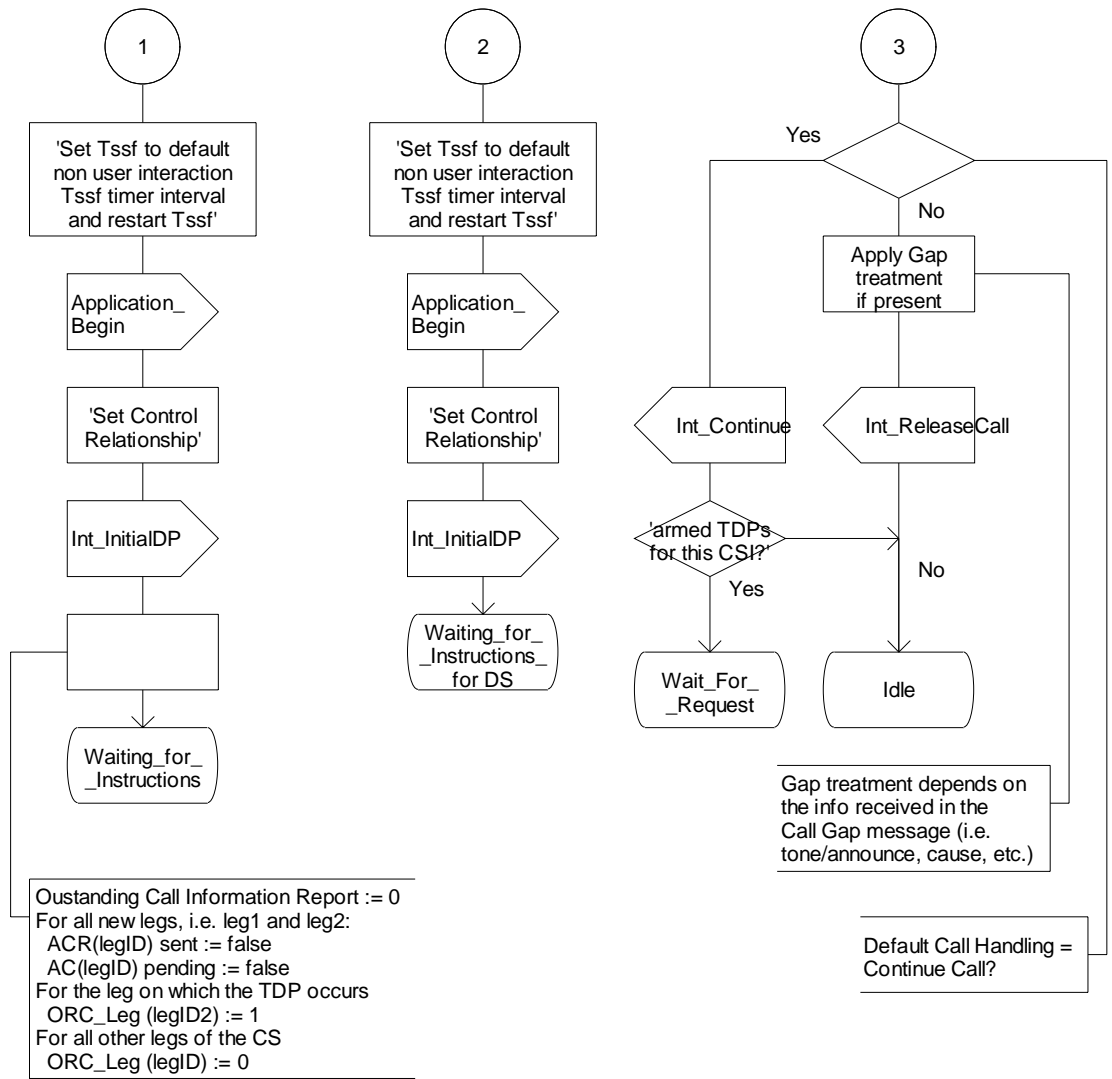 1
'Set Tssf to default
non user interaction
Tssf timer interval
and restart Tssf'
Application_
Begin
'Set Control
Relationship'
Int_InitialDP
Waiting_for_
_Instructions
Oustanding Call Information Report := 0
For all new legs, i.e. leg1 and leg2:
ACR(legID) sent := false
AC(legID) pending := false
For the leg on which the TDP occurs
ORC_Leg (legID2) := 1
For all other legs of the CS
ORC_Leg (legID) := 0
2
'Set Tssf to default
non user interaction
Tssf timer interval
and restart Tssf'
Application_
Begin
'Set Control
Relationship'
Int_InitialDP
Waiting_for_
_Instructions_
for DS
3
Yes
No
Apply Gap
treatment
if present
Int_Continue
Int_ReleaseCall
'armed TDPs
for this CSI?'
No
Yes
Wait_For_
_Request
Idle
Gap treatment depends on
the info received in the
Call Gap message (i.e.
tone/announce, cause, etc.)
Default Call Handling =
Continue Call?